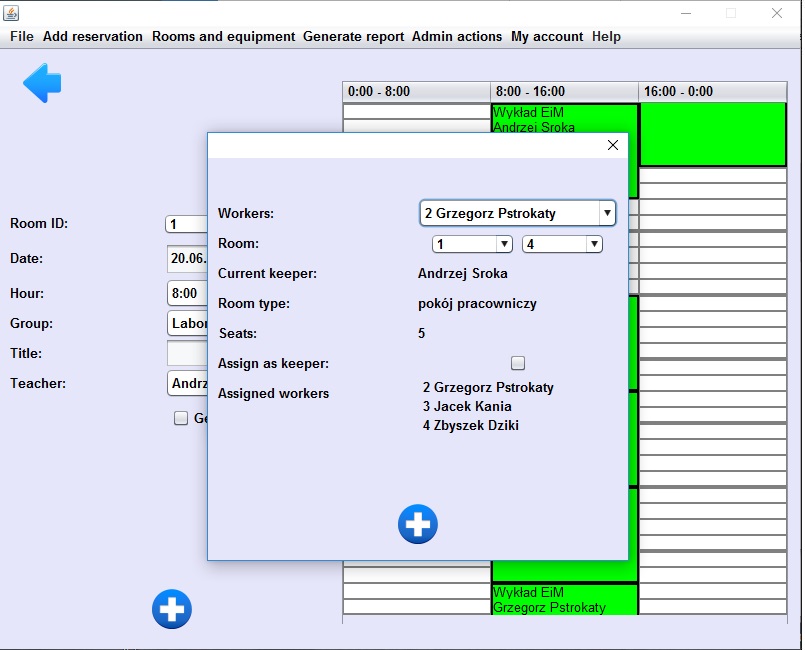 File Add reservation Rooms and equipment Generate report Admin actions My account Help
0:00 - 8:00 8:00 - 16:00 16:00 - 0:00
Wykład EiM
Andrzej Sroka
Workers: 2 Grzegorz Pstrokaty
Room: 1 4
Current keeper: Andrzej Sroka
Room type: pokój pracowniczy
Seats: 5
Assign as keeper:
Assigned workers
2 Grzegorz Pstrokaty
3 Jacek Kania
4 Zbyszek Dziki
Room ID: 1
Date: 20.06.
Hour: 8:00
Group: Labor
Title:
Teacher: Andrz
Ge
Wykład EiM
Grzegorz Pstrokaty